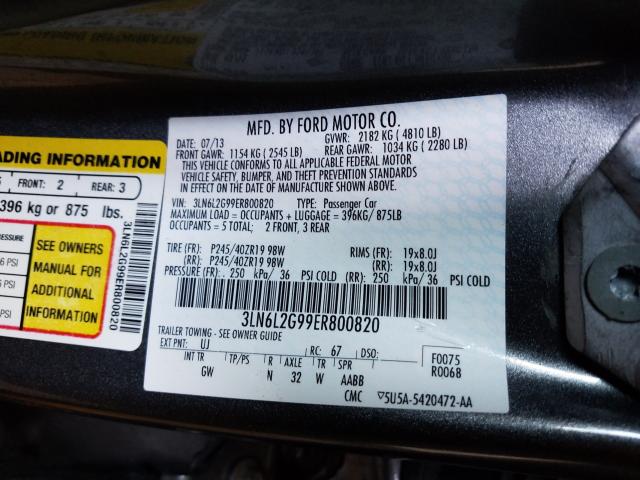 ADING INFORMATION
FRONT: 2 REAR: 3
396 kg or 875 lbs.
RESSURE
PSI
PSI
SEE OWNERS
MANUAL FOR
ADDITIONAL
INFORMATION
3LN6L2G99ER800820
MFD. BY FORD MOTOR CO.
DATE: 07/13 GVWR: 2182 KG ( 4810 LB)
FRONT GAWR: 1154 KG ( 2545 LB) REAR GAWR: 1034 KG ( 2280 LB)
THIS VEHICLE CONFORMS TO ALL APPLICABLE FEDERAL MOTOR
VEHICLE SAFETY, BUMPER, AND THEFT PREVENTION STANDARDS
IN EFFECT ON THE DATE OF MANUFACTURE SHOWN ABOVE.
VIN: 3LN6L2G99ER800820 TYPE: Passenger Car
MAXIMUM LOAD = OCCUPANTS + LUGGAGE = 396KG/ 875LB
OCCUPANTS = 5 TOTAL: 2 FRONT, 3 REAR
TIRE (FR): P245/40ZR19 98W RIMS (FR): 19x8.0J
(RR): P245/40ZR19 98W (RR): 19x8.0J
PRESSURE (FR): 250 kPa/ 36 PSI COLD (RR): 250 kPa/ 36 PSI COLD
3LN6L2G99ER800820
TRAILER TOWING - SEE OWNER GUIDE
EXT PNT: UJ RC: 67 DSO: F0075
INT TR TP/PS R AXLE TR SPR R0068
GW N 32 W AABB
CMC 5U5A-5420472-AA